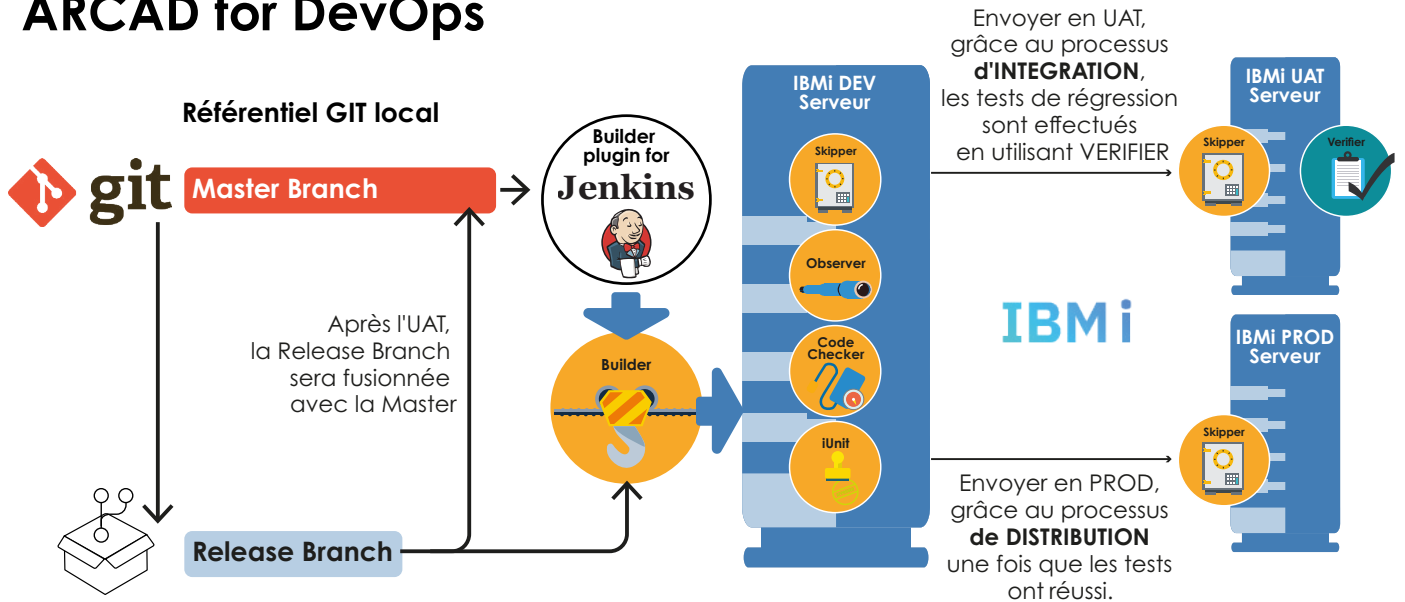 ARCAD for DevOps
Référentiel GIT local
git
Master Branch
Après l'UAT,
la Release Branch
sera fusionnée
avec la Master
Release Branch
Builder
plugin for
Jenkins
Builder
IBMi DEV
Serveur
Skipper
Observer
Code
Checker
iUnit
Envoyer en UAT,
grâce au processus
d'INTEGRATION,
les tests de régression
sont effectués
en utilisant VERIFIER
IBMi UAT
Serveur
Skipper
Verifier
IBM i
IBMi PROD
Serveur
Skipper
Envoyer en PROD,
grâce au processus
de DISTRIBUTION
une fois que les tests
ont réussi.